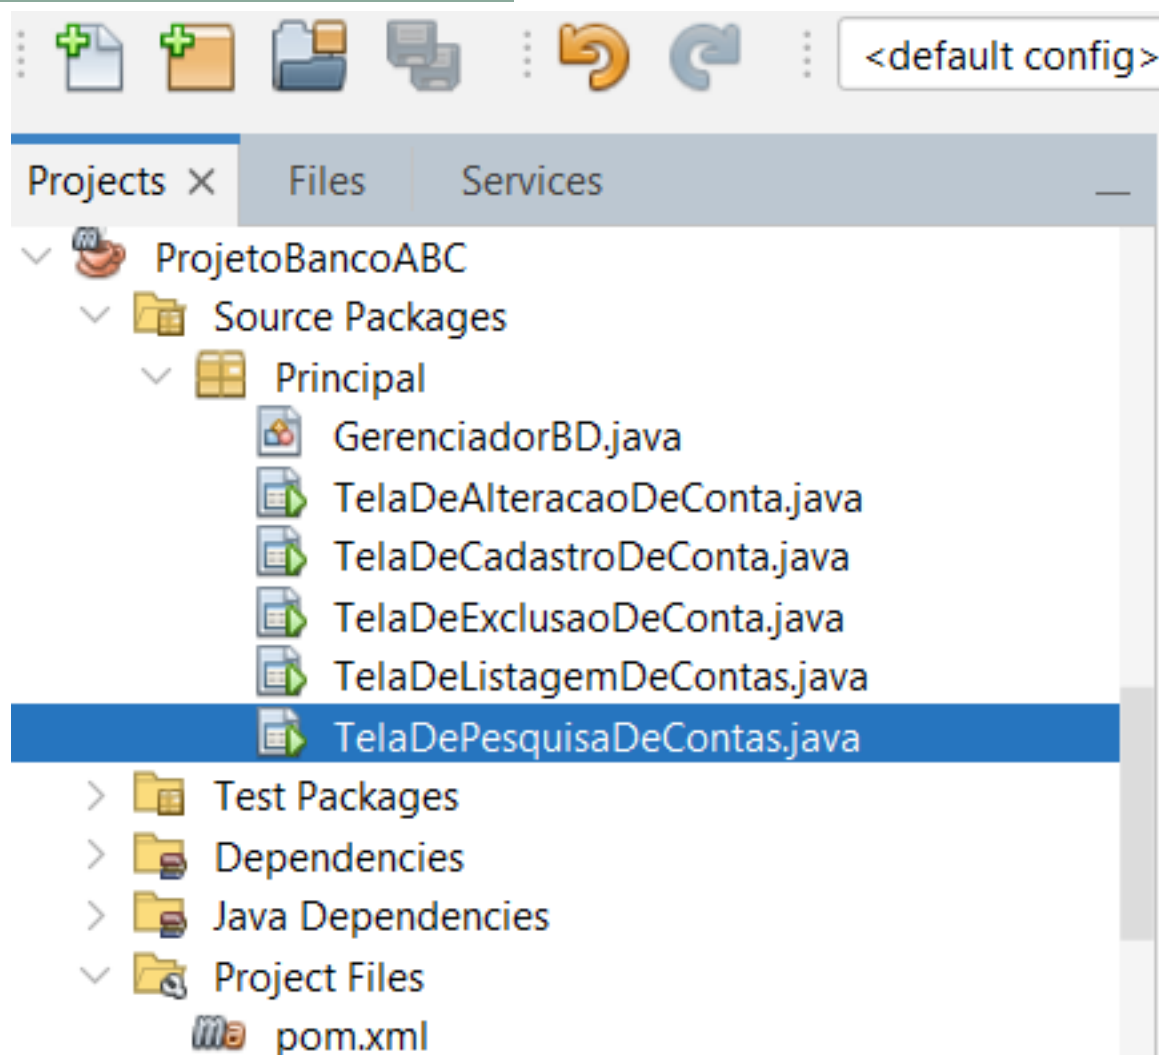 <default config>
Projects Files Services
ProjetoBancoABC
Source Packages
Principal
GerenciadorBD.java
TelaDeAlteracaoDeConta.java
TelaDeCadastroDeConta.java
TelaDeExclusaoDeConta.java
TelaDeListagemDeContas.java
TelaDePesquisaDeContas.java
Test Packages
Dependencies
Java Dependencies
Project Files
pom.xml